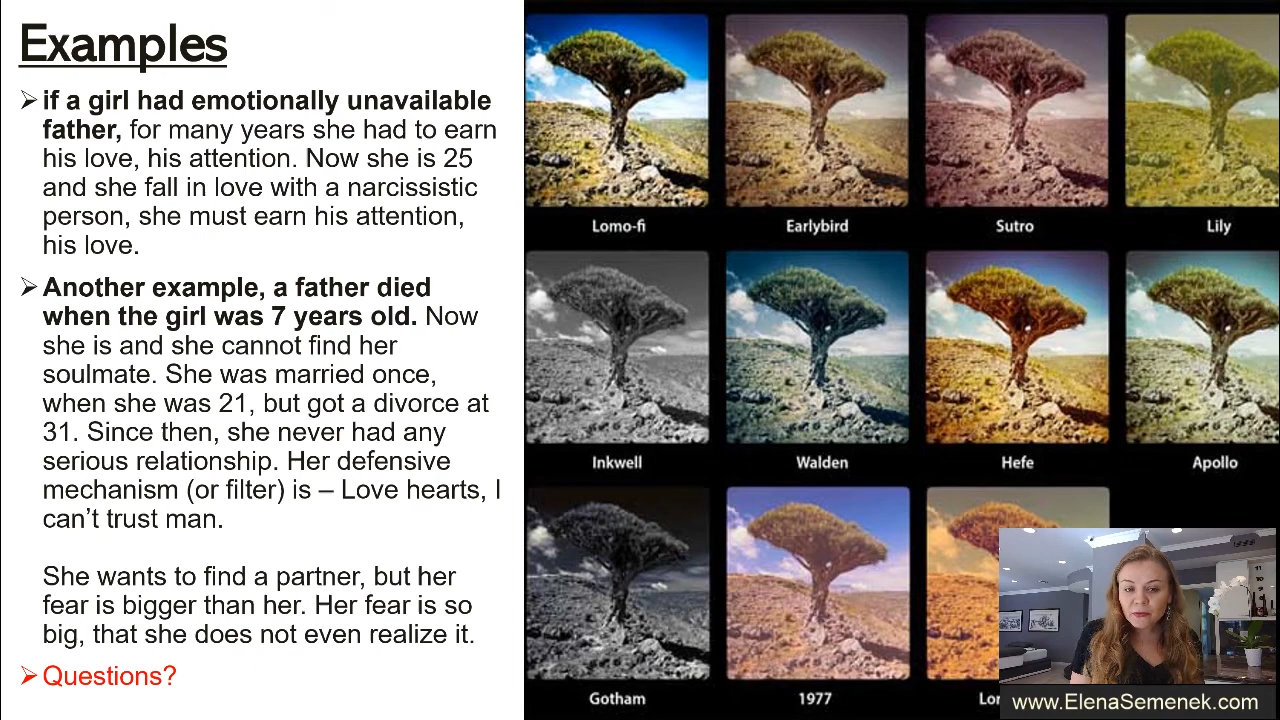 Examples
if a girl had emotionally unavailable
father, for many years she had to earn
his love, his attention. Now she is 25
and she fall in love with a narcissistic
person, she must earn his attention,
his love.
Another example, a father died
when the girl was 7 years old. Now
she is and she cannot find her
soulmate. She was married once,
when she was 21, but got a divorce at
31. Since then, she never had any
serious relationship. Her defensive
mechanism (or filter) is – Love hearts, I
can’t trust man.
She wants to find a partner, but her
fear is bigger than her. Her fear is so
big, that she does not even realize it.
Questions?
Lomo-fi
Earlybird
Sutro
Lily
Inkwell
Walden
Hefe
Apollo
Gotham
1977
www.ElenaSemenek.com